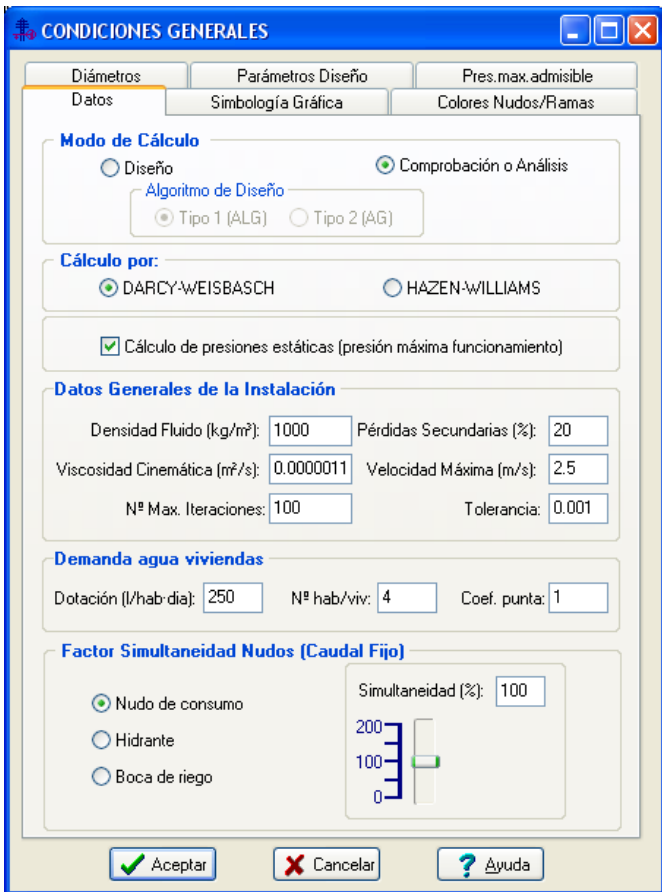 CONDICIONES GENERALES
Diámetros Parámetros Diseño Pres.max.admisible
Datos Simbología Gráfica Colores Nudos/Ramas
Modo de Cálculo
Diseño Comprobación o Análisis
Algoritmo de Diseño
Tipo 1 (ALG) Tipo 2 (AG)
Cálculo por:
DARCY-WEISBASCH HAZEN-WILLIAMS
Cálculo de presiones estáticas (presión máxima funcionamiento)
Datos Generales de la Instalación
Densidad Fluido (kg/m³): 1000 Pérdidas Secundarias (%): 20
Viscosidad Cinemática (m²/s): 0.0000011 Velocidad Máxima (m/s): 2.5
Nº Max. Iteraciones: 100 Tolerancia: 0.001
Demanda agua viviendas
Dotación (l/hab·dia): 250 Nº hab/viv: 4 Coef. punta: 1
Factor Simultaneidad Nudos (Caudal Fijo)
Simultaneidad (%): 100
Nudo de consumo
Hidrante
Boca de riego
200
100
0
Aceptar Cancelar Ayuda